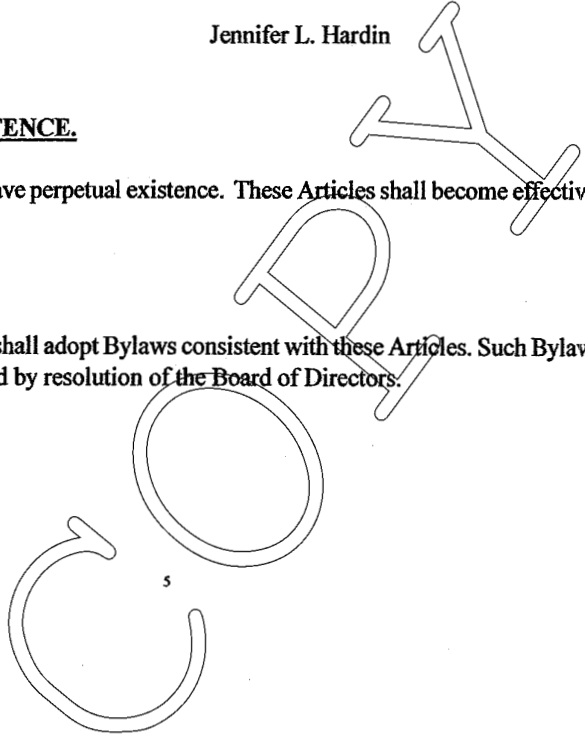 Jennifer L. Hardin
TENCE.
ave perpetual existence. These Articles shall become effectiv
shall adopt Bylaws consistent with these Articles. Such Bylaw
d by resolution of the Board of Directors.
5
COPY